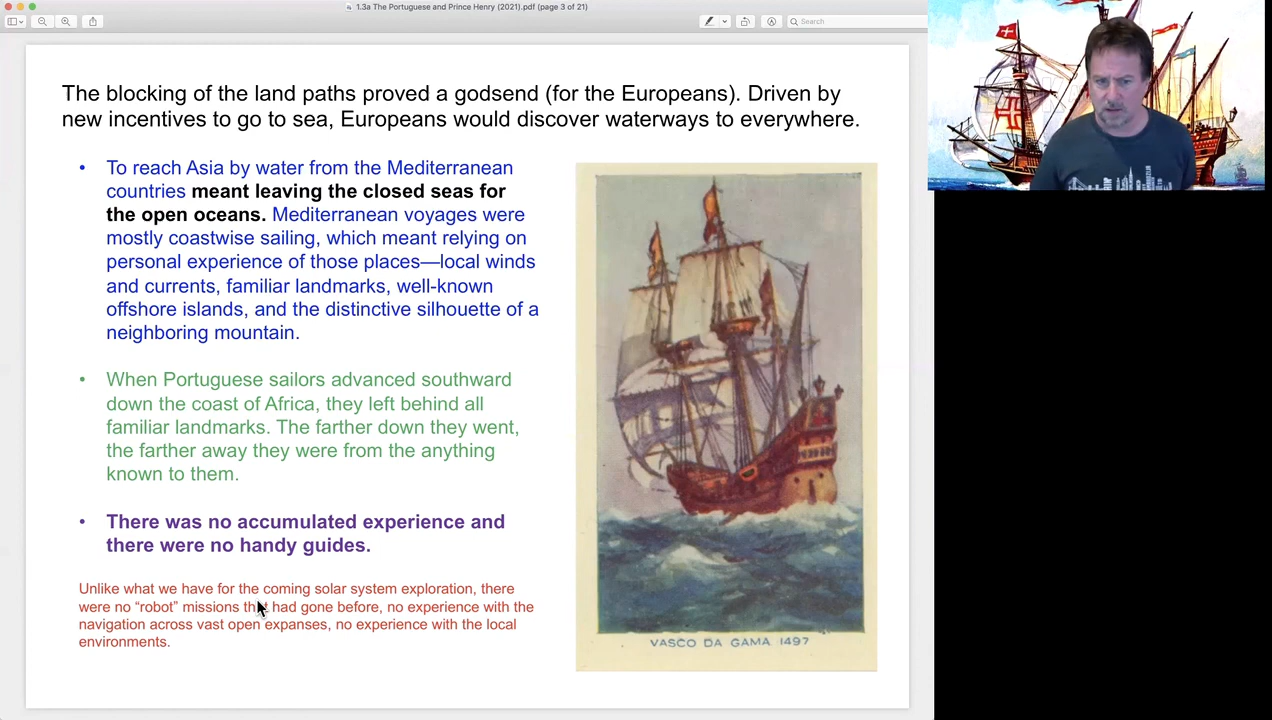 1.3a The Portuguese and Prince Henry (2021).pdf (page 3 of 21)
Search
The blocking of the land paths proved a godsend (for the Europeans). Driven by
new incentives to go to sea, Europeans would discover waterways to everywhere.
• To reach Asia by water from the Mediterranean
countries meant leaving the closed seas for
the open oceans. Mediterranean voyages were
mostly coastwise sailing, which meant relying on
personal experience of those places—local winds
and currents, familiar landmarks, well-known
offshore islands, and the distinctive silhouette of a
neighboring mountain.
• When Portuguese sailors advanced southward
down the coast of Africa, they left behind all
familiar landmarks. The farther down they went,
the farther away they were from the anything
known to them.
• There was no accumulated experience and
there were no handy guides.
Unlike what we have for the coming solar system exploration, there
were no “robot” missions that had gone before, no experience with the
navigation across vast open expanses, no experience with the local
environments.
VASCO DA GAMA 1497